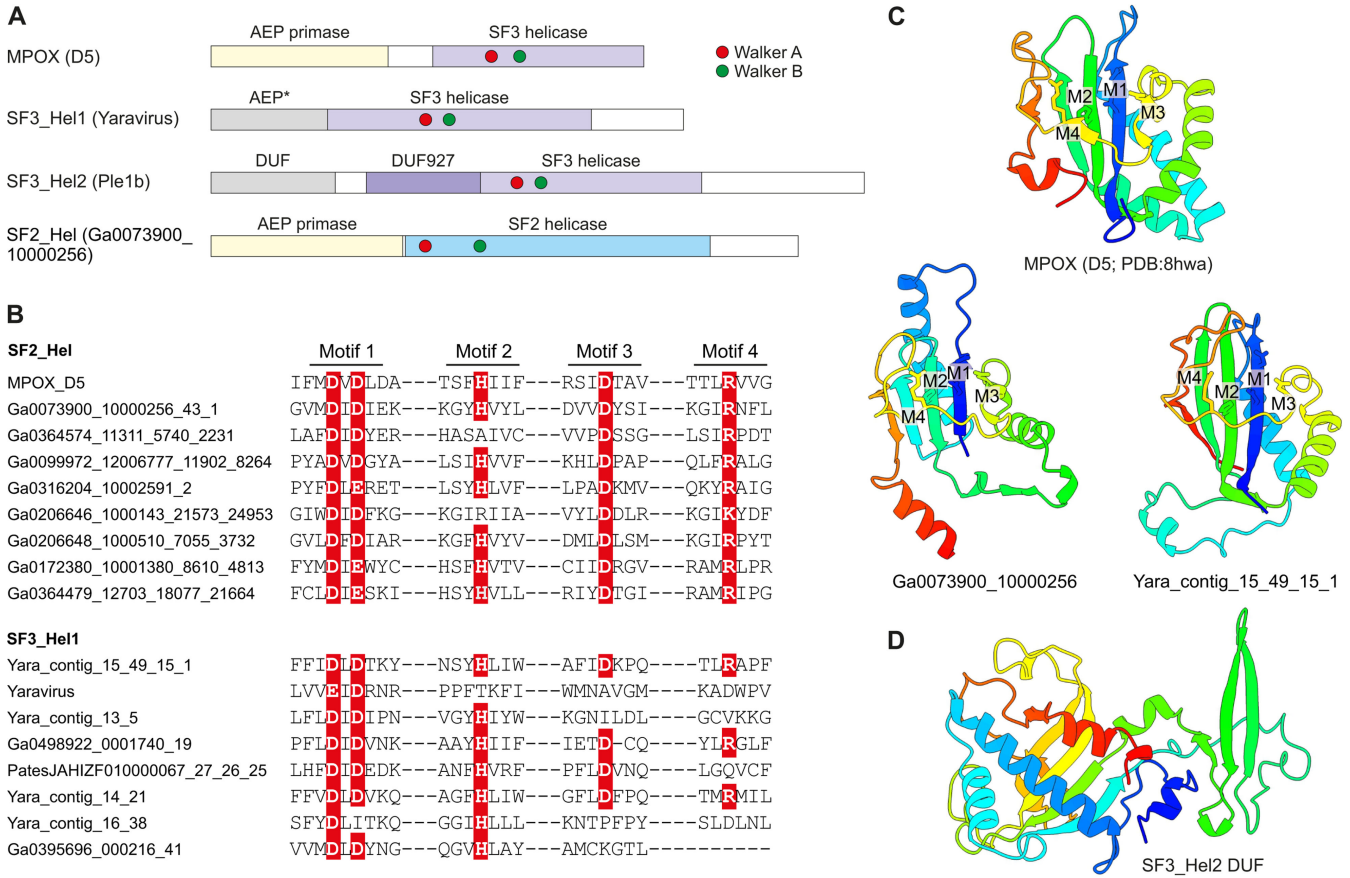 A
AEP primase SF3 helicase
MPOX (D5)
Walker A
Walker B
AEP* SF3 helicase
SF3_Hel1 (Yaravirus)
DUF DUF927 SF3 helicase
SF3_Hel2 (Ple1b)
AEP primase SF2 helicase
SF2_Hel (Ga0073900_
10000256)
B
SF2_Hel Motif 1 Motif 2 Motif 3 Motif 4
MPOX_D5 IFMDVDLDA---TSFHIIF---RSIDTAV----TTLRVVG
Ga0073900_10000256_43_1 GVMDIDIEK---KGYHVYL---DVVDYSI----KGIRNFL
Ga0364574_11311_5740_2231 LAFDIDYER---HASAIVC---VVPDSSG----LSIRPDT
Ga0099972_12006777_11902_8264 PYADVDGYA---LSIHVVF---KHLDPAP----QLFRALG
Ga0316204_10002591_2 PYFDLERET---LSYHLVF---LPADKMV----QKYRAIG
Ga0206646_1000143_21573_24953 GIWDIDFKG---KGIRIIA---VYLDDLR----KGIKYDF
Ga0206648_1000510_7055_3732 GVLDFDIAR---KGFHVYV---DMLDLSM----KGIRPYT
Ga0172380_10001380_8610_4813 FYMDIEWYC---HSFHVTV---CIIDRGV----RAMRLPR
Ga0364479_12703_18077_21664 FCLDIESKI---HSYHVLL---RIYDTGI----RAMRIPG
SF3_Hel1
Yara_contig_15_49_15_1 FFIDLDTKY---NSYHLIW---AFIDKPQ----TLRAPF
Yaravirus LVVEIDRNR---PPFTKFI---WMNAVGM----KADWPV
Yara_contig_13_5 LFLDIDIPN---VGYHIYW---KGNILDL----GCVKKG
Ga0498922_0001740_19 PFLDIDVNK---AAYHIIF---IETD-CQ----YLRGLF
PatesJAHIZF010000067_27_26_25 LHFDIDEDK---ANFHVRF---PFLDVNQ----LGQVCF
Yara_contig_14_21 FFVDLDVKQ---AGFHLIW---GFLDFPQ----TMRMIL
Yara_contig_16_38 SFYDLITKQ---GGIHLLL---KNTPFPY----SLDLNL
Ga0395696_000216_41 VVMDLDYNG---QGVHLAY---AMCKGTL----------
C
M2 M1 M3 M4
MPOX (D5; PDB:8hwa)
M2 M1 M3 M4
Ga0073900_10000256
M4 M2 M1 M3
Yara_contig_15_49_15_1
D
SF3_Hel2 DUF